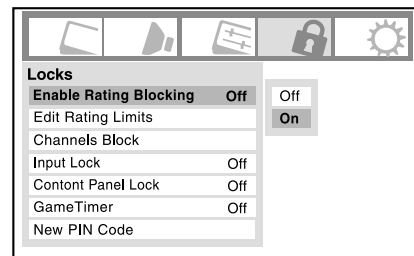 Locks
Enable Rating Blocking Off Off
Edit Rating Limits On
Channels Block
Input Lock Off
Contont Panel Lock Off
GameTimer Off
New PIN Code